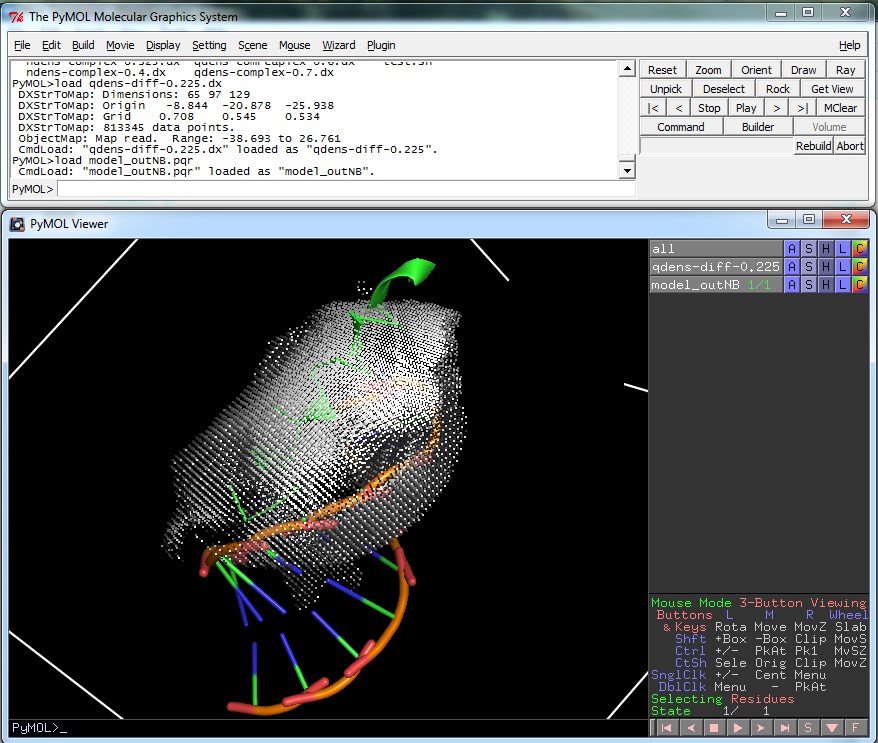 The PyMOL Molecular Graphics System
File Edit Build Movie Display Setting Scene Mouse Wizard Plugin Help
ndens-complex-0.4.dx qdens-complex-0.7.dx
PyMOL>load qdens-diff-0.225.dx
DXStrToMap: Dimensions: 65 97 129
DXStrToMap: Origin -8.844 -20.878 -25.938
DXStrToMap: Grid 0.708 0.545 0.534
DXStrToMap: 813345 data points.
ObjectMap: Map read. Range: -38.693 to 26.761
CmdLoad: "qdens-diff-0.225.dx" loaded as "qdens-diff-0.225".
PyMOL>load model_outNB.pqr
CmdLoad: "model_outNB.pqr" loaded as "model_outNB".
PyMOL>
Reset Zoom Orient Draw Ray
Unpick Deselect Rock Get View
|< < Stop Play > >| MClear
Command Builder Volume
Rebuild Abort
PyMOL Viewer
all A S H L C
qdens-diff-0.225 A S H L C
model_outNB 1/1 A S H L C
Mouse Mode 3-Button Viewing
Buttons L M R Wheel
& Keys Rota Move MovZ Slab
Shft +Box -Box Clip MovS
Ctrl +/- PkAt Pk1 MvSZ
CtSh Sele Orig Clip MovZ
SnglClk +/- Cent Menu
DblClk Menu - PkAt
Selecting Residues
State 1/ 1
PyMOL>_
S F